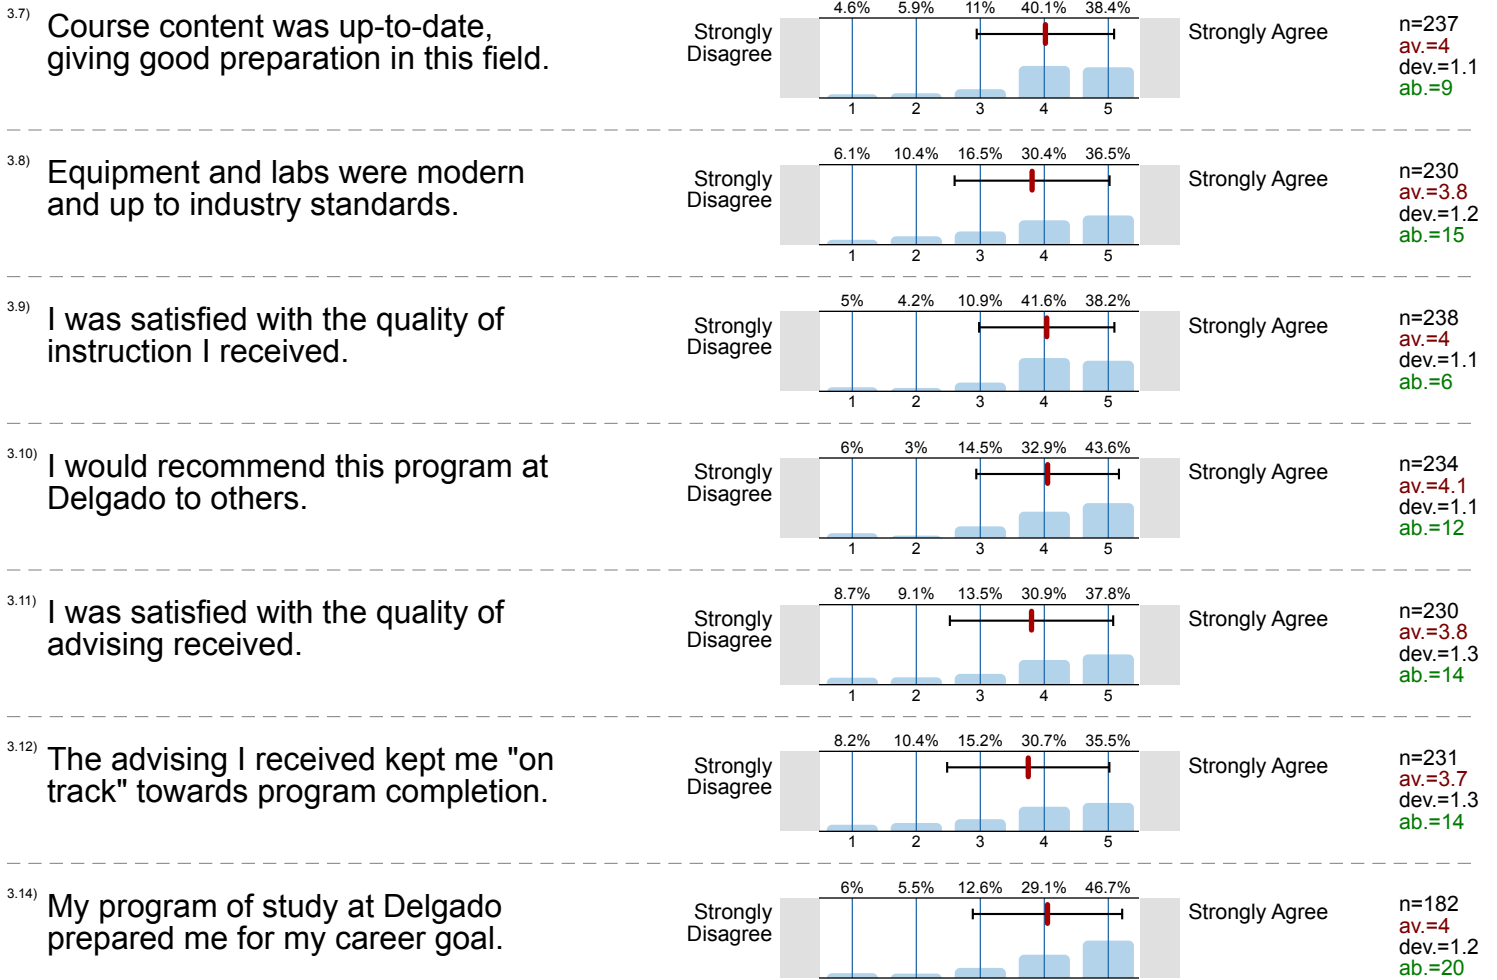 3.7) Course content was up-to-date,
giving good preparation in this field.
Strongly
Disagree
4.6% 5.9% 11% 40.1% 38.4%
1 2 3 4 5
Strongly Agree
n=237
av.=4
dev.=1.1
ab.=9
3.8) Equipment and labs were modern
and up to industry standards.
Strongly
Disagree
6.1% 10.4% 16.5% 30.4% 36.5%
1 2 3 4 5
Strongly Agree
n=230
av.=3.8
dev.=1.2
ab.=15
3.9) I was satisfied with the quality of
instruction I received.
Strongly
Disagree
5% 4.2% 10.9% 41.6% 38.2%
1 2 3 4 5
Strongly Agree
n=238
av.=4
dev.=1.1
ab.=6
3.10) I would recommend this program at
Delgado to others.
Strongly
Disagree
6% 3% 14.5% 32.9% 43.6%
1 2 3 4 5
Strongly Agree
n=234
av.=4.1
dev.=1.1
ab.=12
3.11) I was satisfied with the quality of
advising received.
Strongly
Disagree
8.7% 9.1% 13.5% 30.9% 37.8%
1 2 3 4 5
Strongly Agree
n=230
av.=3.8
dev.=1.3
ab.=14
3.12) The advising I received kept me "on
track" towards program completion.
Strongly
Disagree
8.2% 10.4% 15.2% 30.7% 35.5%
1 2 3 4 5
Strongly Agree
n=231
av.=3.7
dev.=1.3
ab.=14
3.14) My program of study at Delgado
prepared me for my career goal.
Strongly
Disagree
6% 5.5% 12.6% 29.1% 46.7%
Strongly Agree
n=182
av.=4
dev.=1.2
ab.=20